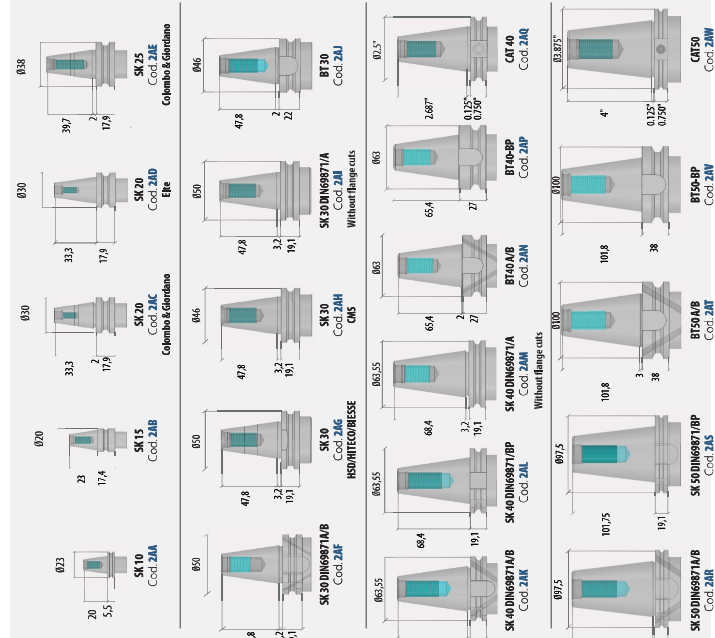 Ø23
20
5,5
SK 10
Cod. 2AA
Ø20
23
17,4
SK 15
Cod. 2AB
Ø30
33,3
2
17,9
SK 20
Cod. 2AC
Colombo & Giordano
Ø30
33,3
17,9
SK 20
Cod. 2AD
Elte
Ø38
39,7
2
17,9
SK 25
Cod. 2AE
Colombo & Giordano
Ø50
SK 30 DIN69871A/B
Cod. 2AF
Ø50
47,8
3,2
19,1
SK 30
Cod. 2AG
HSD/HITECO/BIESSE
Ø46
47,8
3,2
19,1
SK 30
Cod. 2AH
CMS
Ø50
47,8
3,2
19,1
SK 30 DIN69871/A
Cod. 2AI
Without flange cuts
Ø46
47,8
2
22
BT 30
Cod. 2AJ
Ø63,55
SK 40 DIN69871A/B
Cod. 2AK
Ø63,55
68,4
19,1
SK 40 DIN69871/BP
Cod. 2AL
Ø63,55
68,4
3,2
19,1
SK 40 DIN69871/A
Cod. 2AM
Without flange cuts
Ø63
65,4
2
27
BT40 A/B
Cod. 2AN
Ø63
65,4
27
BT40-BP
Cod. 2AP
Ø2.5"
2.687"
0.125"
0.750"
CAT 40
Cod. 2AQ
Ø97,5
SK 50 DIN69871A/B
Cod. 2AR
Ø97,5
101,75
19,1
SK 50 DIN69871/BP
Cod. 2AS
Ø100
101,8
3
38
BT50 A/B
Cod. 2AT
Ø100
101,8
38
BT50-BP
Cod. 2AV
Ø3.875"
4"
0.125"
0.750"
CAT50
Cod. 2AW